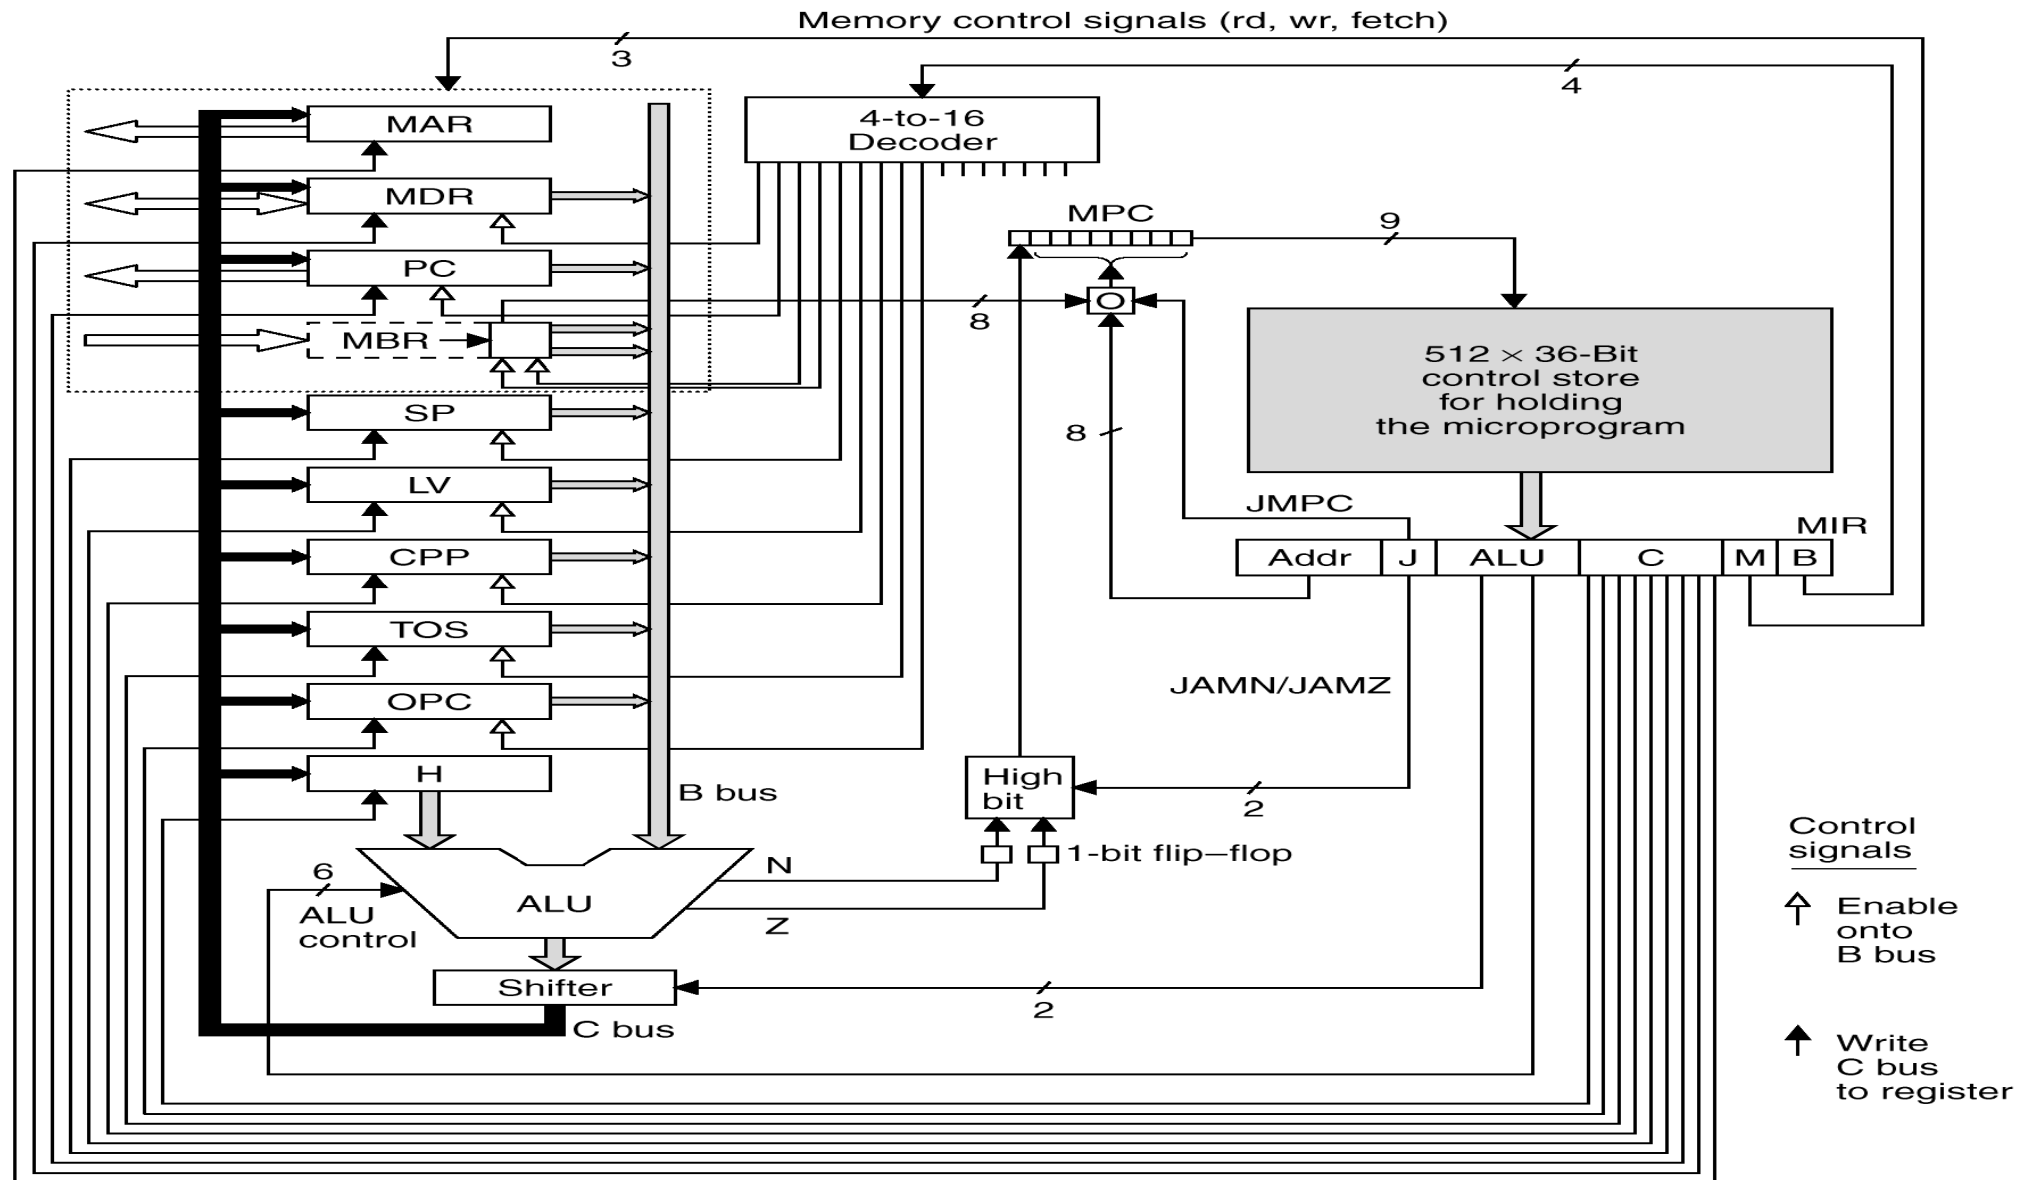 Memory control signals (rd, wr, fetch)
3
4
4-to-16
Decoder
MAR
MDR
PC
MBR
SP
LV
CPP
TOS
OPC
H
B bus
MPC
9
8
O
8
512 × 36-Bit
control store
for holding
the microprogram
JMPC
MIR
Addr
J
ALU
C
M
B
JAMN/JAMZ
High
bit
2
1-bit flip–flop
N
Z
6
ALU
control
ALU
Shifter
2
C bus
Control
signals
Enable
onto
B bus
Write
C bus
to register